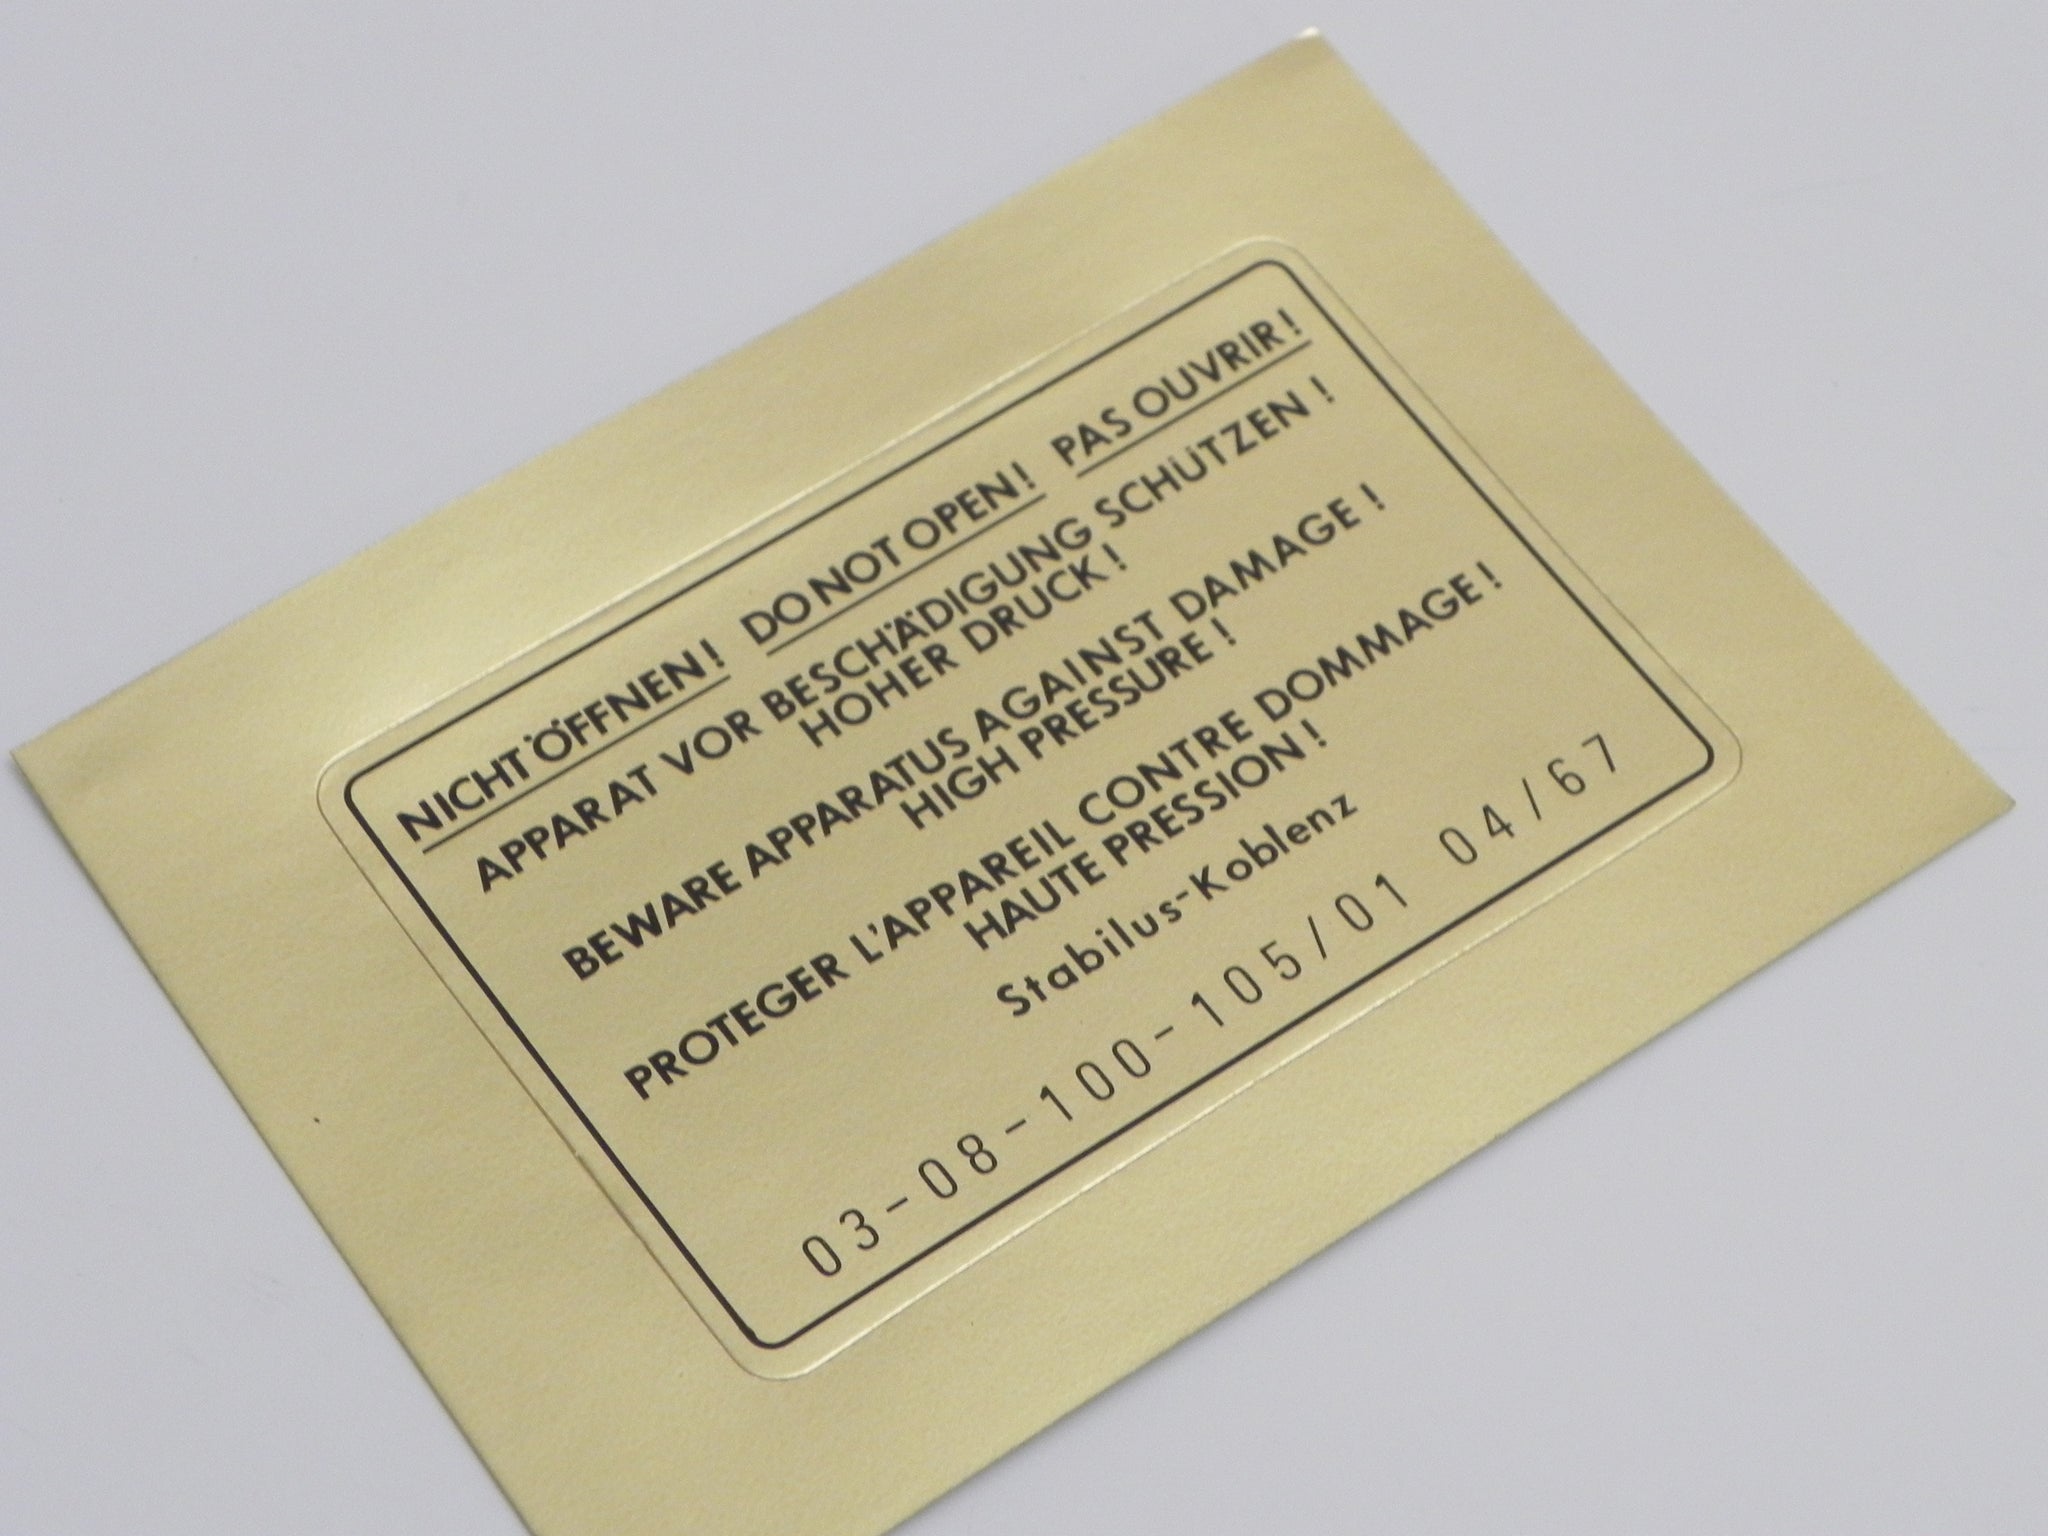 NICHT ÖFFNEN! DO NOT OPEN! PAS OUVRIR!
APPARAT VOR BESCHÄDIGUNG SCHÜTZEN!
HOHER DRUCK!
BEWARE APPARATUS AGAINST DAMAGE!
HIGH PRESSURE!
PROTEGER L'APPAREIL CONTRE DOMMAGE!
HAUTE PRESSION!
Stabilus-Koblenz
03-08-100-105/01 04/67